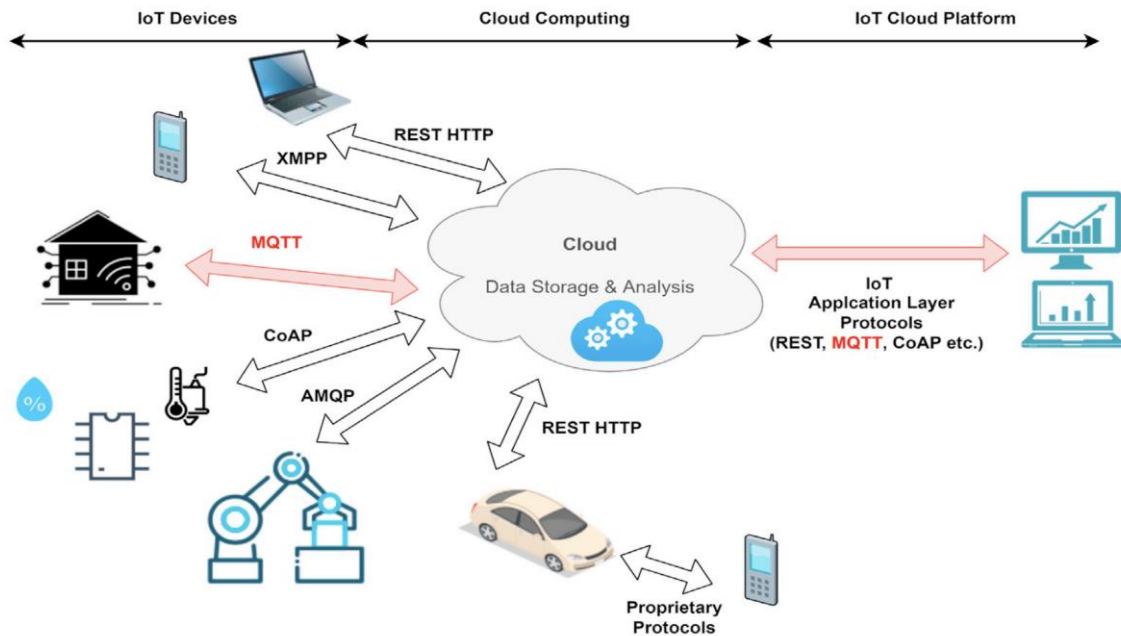 IoT Devices
Cloud Computing
IoT Cloud Platform
REST HTTP
XMPP
MQTT
Cloud
Data Storage & Analysis
IoT
Applcation Layer
Protocols
(REST, MQTT, CoAP etc.)
CoAP
AMQP
%
REST HTTP
Proprietary
Protocols